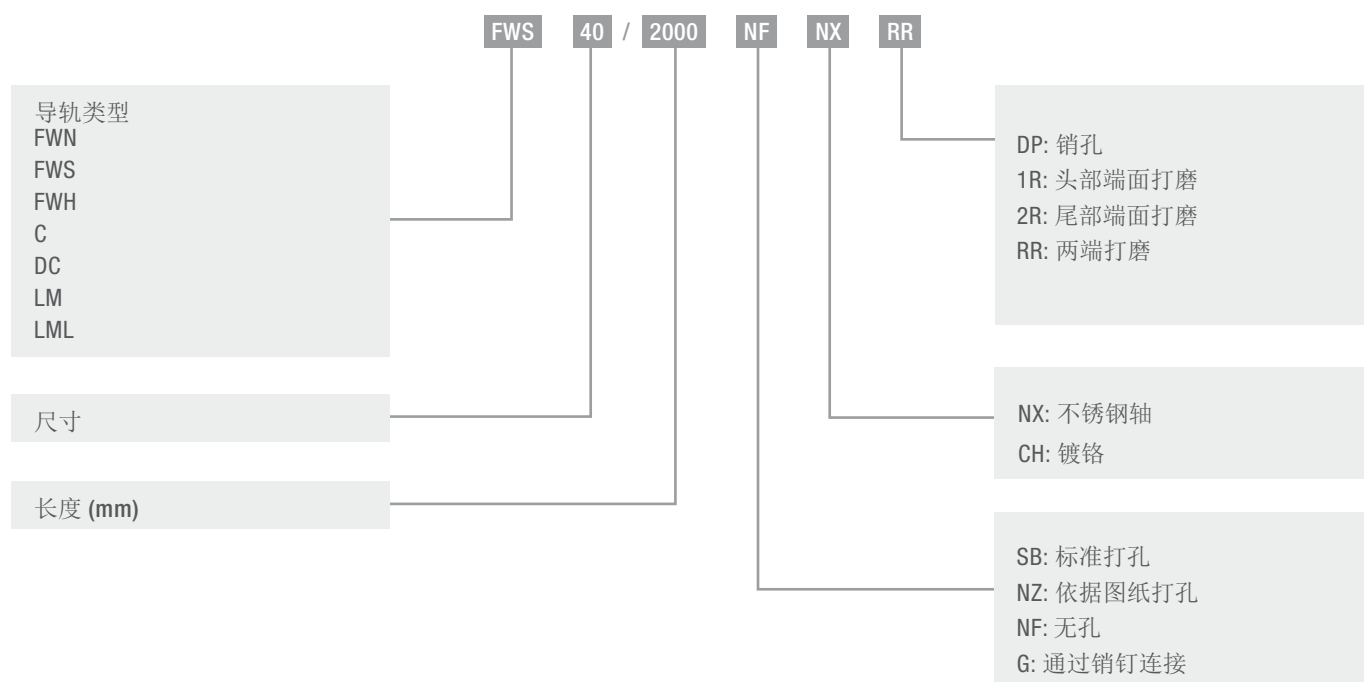 FWS 40 / 2000 NF NX RR
导轨类型
FWN
FWS
FWH
C
DC
LM
LML
尺寸
长度 (mm)
DP: 销孔
1R: 头部端面打磨
2R: 尾部端面打磨
RR: 两端打磨
NX: 不锈钢轴
CH: 镀铬
SB: 标准打孔
NZ: 依据图纸打孔
NF: 无孔
G: 通过销钉连接